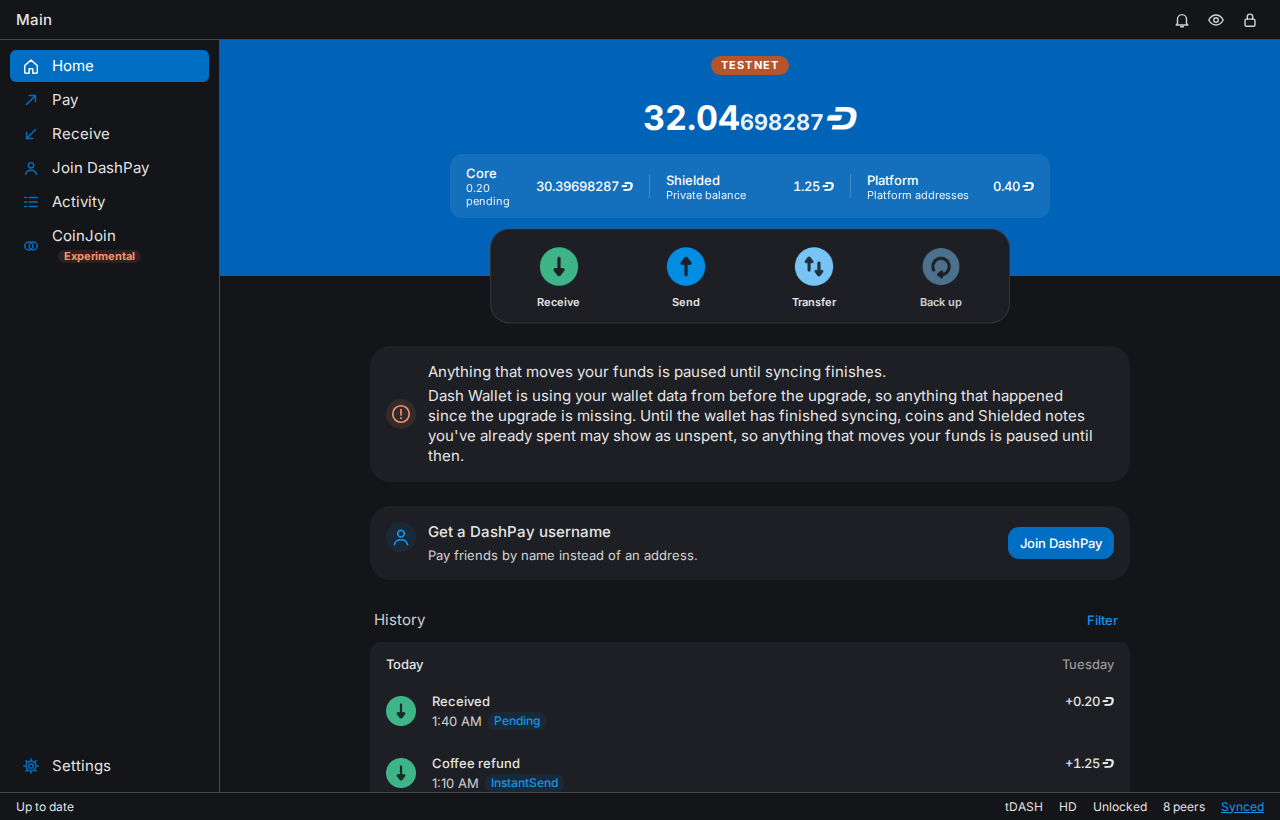 Main
Home
Pay
Receive
Join DashPay
Activity
CoinJoin
Experimental
Settings
TESTNET
32.04698287
Core
0.20
pending
30.39698287
Shielded
Private balance
1.25
Platform
Platform addresses
0.40
Receive
Send
Transfer
Back up
Anything that moves your funds is paused until syncing finishes.
Dash Wallet is using your wallet data from before the upgrade, so anything that happened
since the upgrade is missing. Until the wallet has finished syncing, coins and Shielded notes
you've already spent may show as unspent, so anything that moves your funds is paused until
then.
Get a DashPay username
Pay friends by name instead of an address.
Join DashPay
History
Filter
Today
Tuesday
Received
+0.20
1:40 AM Pending
Coffee refund
+1.25
1:10 AM InstantSend
Up to date
tDASH HD Unlocked 8 peers Synced